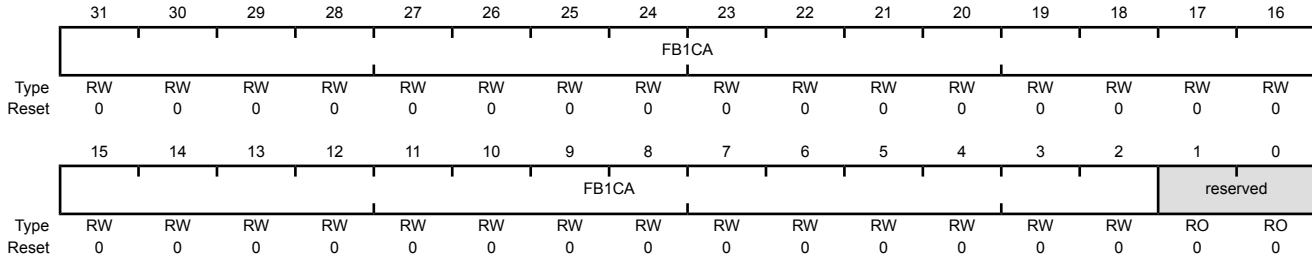 31 30 29 28 27 26 25 24 23 22 21 20 19 18 17 16
FB1CA
Type RW RW RW RW RW RW RW RW RW RW RW RW RW RW RW RW
Reset 0 0 0 0 0 0 0 0 0 0 0 0 0 0 0 0
15 14 13 12 11 10 9 8 7 6 5 4 3 2 1 0
FB1CA reserved
Type RW RW RW RW RW RW RW RW RW RW RW RW RW RW RO RO
Reset 0 0 0 0 0 0 0 0 0 0 0 0 0 0 0 0